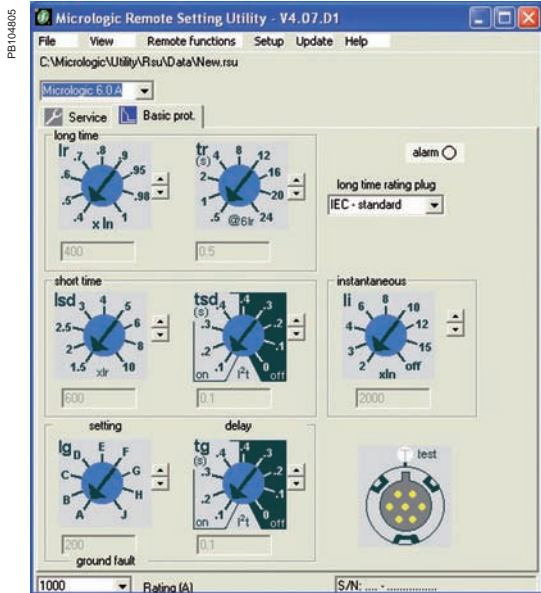 PB104805
Micrologic Remote Setting Utility - V4.07.D1
File View Remote functions Setup Update Help
C:\Micrologic\Utility\Rsu\Data\New.rsu
Micrologic 6.0 A
Service Basic prot.
long time
Ir .4 .5 .6 .7 .8 .9 .95 .98 1 x In
400
tr (s) .5 1 2 4 8 12 16 20 24 @6Ir
0.5
alarm
long time rating plug
IEC - standard
short time
Isd 1.5 2 2.5 3 4 5 6 8 10 xIr
600
tsd (s) on .1 .2 .3 .4 .4 .3 .2 .1 0 off I²t
0.1
instantaneous
Ii 2 3 4 6 8 10 12 15 off xIn
2000
setting delay
Ig A B C D E F G H J
200
tg (s) on .1 .2 .3 .4 .4 .3 .2 .1 0 off I²t
0.1
ground fault
test
1000 Rating (A) S/N: .... - ................